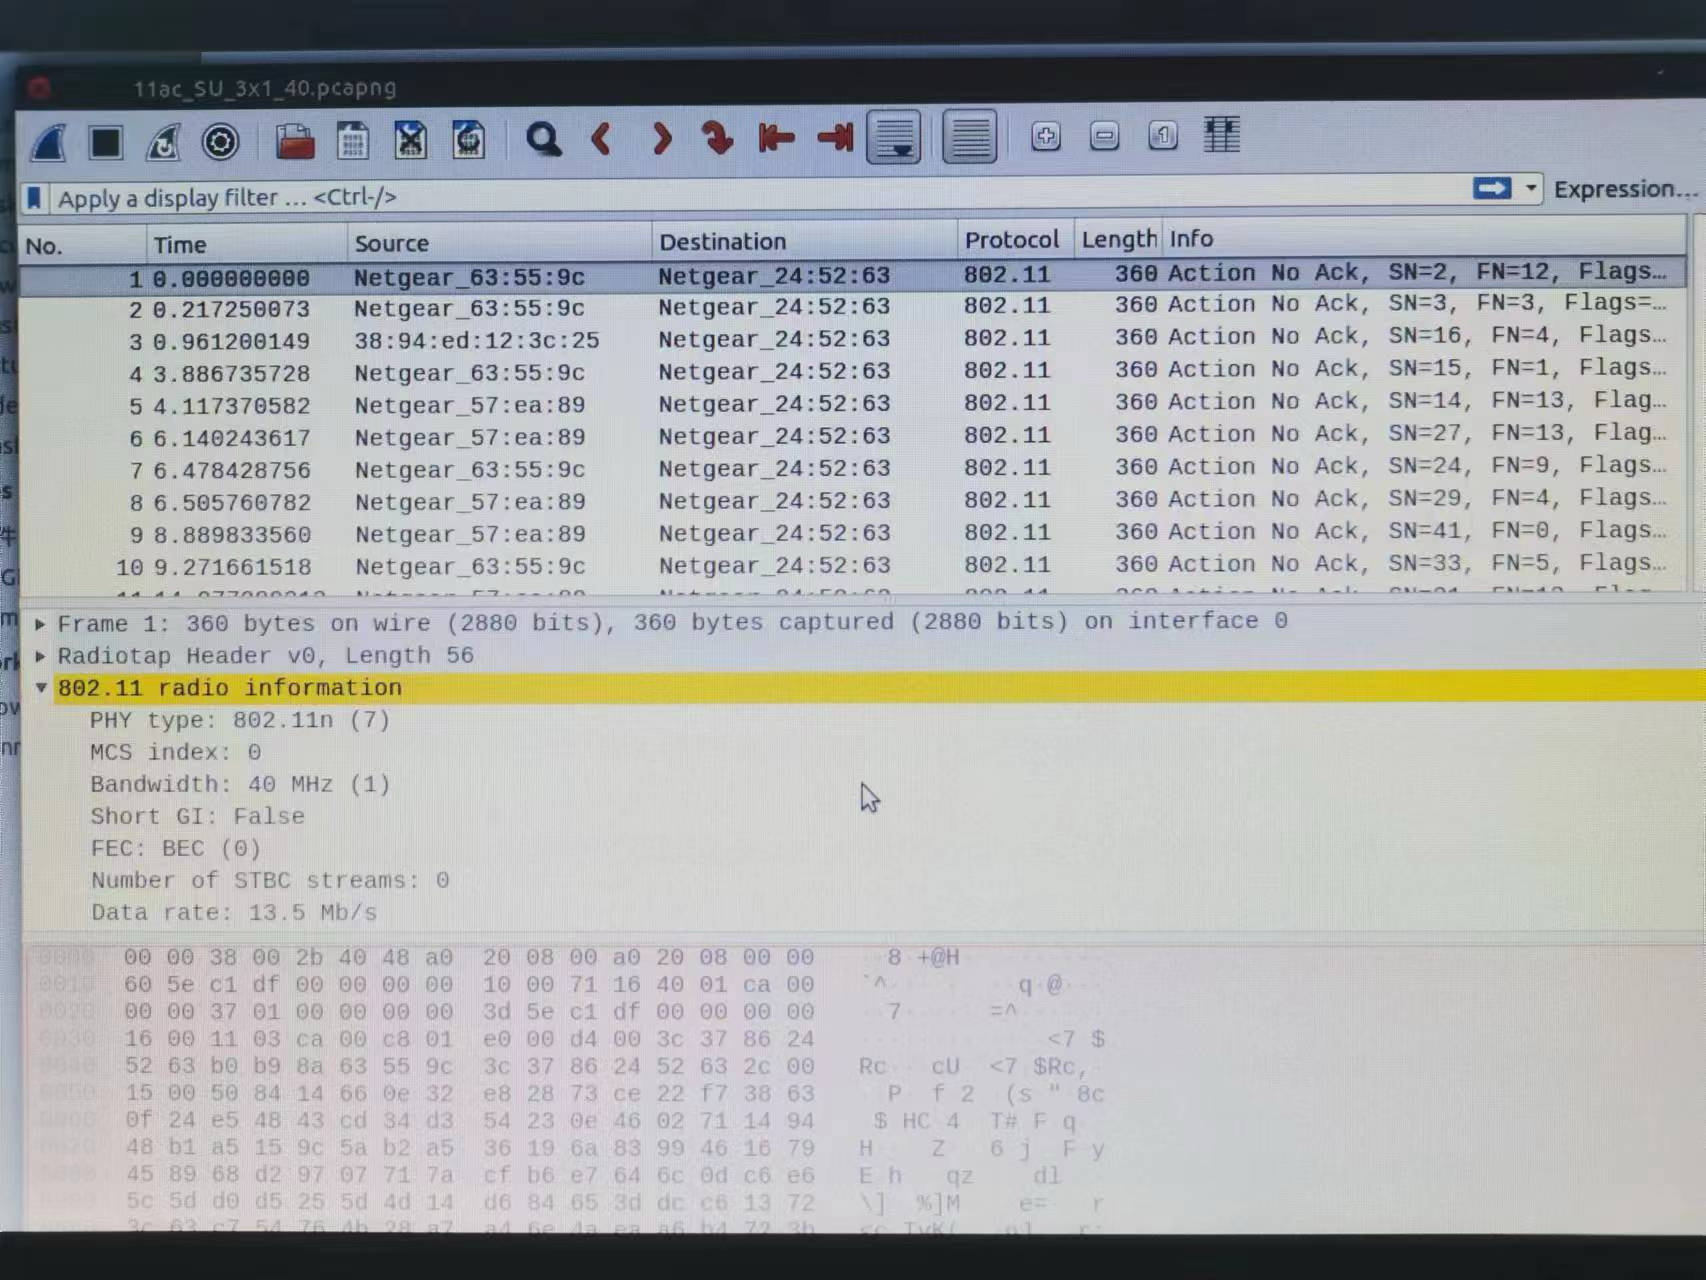 11ac_SU_3x1_40.pcapng
Apply a display filter ... <Ctrl-/>
Expression...
No. Time Source Destination Protocol Length Info
1 0.000000000 Netgear_63:55:9c Netgear_24:52:63 802.11 360 Action No Ack, SN=2, FN=12, Flags...
2 0.217250073 Netgear_63:55:9c Netgear_24:52:63 802.11 360 Action No Ack, SN=3, FN=3, Flags=...
3 0.961200149 38:94:ed:12:3c:25 Netgear_24:52:63 802.11 360 Action No Ack, SN=16, FN=4, Flags...
4 3.886735728 Netgear_63:55:9c Netgear_24:52:63 802.11 360 Action No Ack, SN=15, FN=1, Flags...
5 4.117370582 Netgear_57:ea:89 Netgear_24:52:63 802.11 360 Action No Ack, SN=14, FN=13, Flag...
6 6.140243617 Netgear_57:ea:89 Netgear_24:52:63 802.11 360 Action No Ack, SN=27, FN=13, Flag...
7 6.478428756 Netgear_63:55:9c Netgear_24:52:63 802.11 360 Action No Ack, SN=24, FN=9, Flags...
8 6.505760782 Netgear_57:ea:89 Netgear_24:52:63 802.11 360 Action No Ack, SN=29, FN=4, Flags...
9 8.889833560 Netgear_57:ea:89 Netgear_24:52:63 802.11 360 Action No Ack, SN=41, FN=0, Flags...
10 9.271661518 Netgear_63:55:9c Netgear_24:52:63 802.11 360 Action No Ack, SN=33, FN=5, Flags...
Frame 1: 360 bytes on wire (2880 bits), 360 bytes captured (2880 bits) on interface 0
Radiotap Header v0, Length 56
802.11 radio information
PHY type: 802.11n (7)
MCS index: 0
Bandwidth: 40 MHz (1)
Short GI: False
FEC: BEC (0)
Number of STBC streams: 0
Data rate: 13.5 Mb/s
0000 00 00 38 00 2b 40 48 a0 20 08 00 a0 20 08 00 00 8 +@H
0010 60 5e c1 df 00 00 00 00 10 00 71 16 40 01 ca 00 `^ q @
0020 00 00 37 01 00 00 00 00 3d 5e c1 df 00 00 00 00 7 =^
0030 16 00 11 03 ca 00 c8 01 e0 00 d4 00 3c 37 86 24 <7 $
0040 52 63 b0 b9 8a 63 55 9c 3c 37 86 24 52 63 2c 00 Rc cU <7 $Rc,
0050 15 00 50 84 14 66 0e 32 e8 28 73 ce 22 f7 38 63 P f 2 (s " 8c
0f 24 e5 48 43 cd 34 d3 54 23 0e 46 02 71 14 94 $ HC 4 T# F q
48 b1 a5 15 9c 5a b2 a5 36 19 6a 83 99 46 16 79 H Z 6 j F y
45 89 68 d2 97 07 71 7a cf b6 e7 64 6c 0d c6 e6 E h qz dl
5c 5d d0 d5 25 5d 4d 14 d6 84 65 3d dc c6 13 72 \] %]M e= r